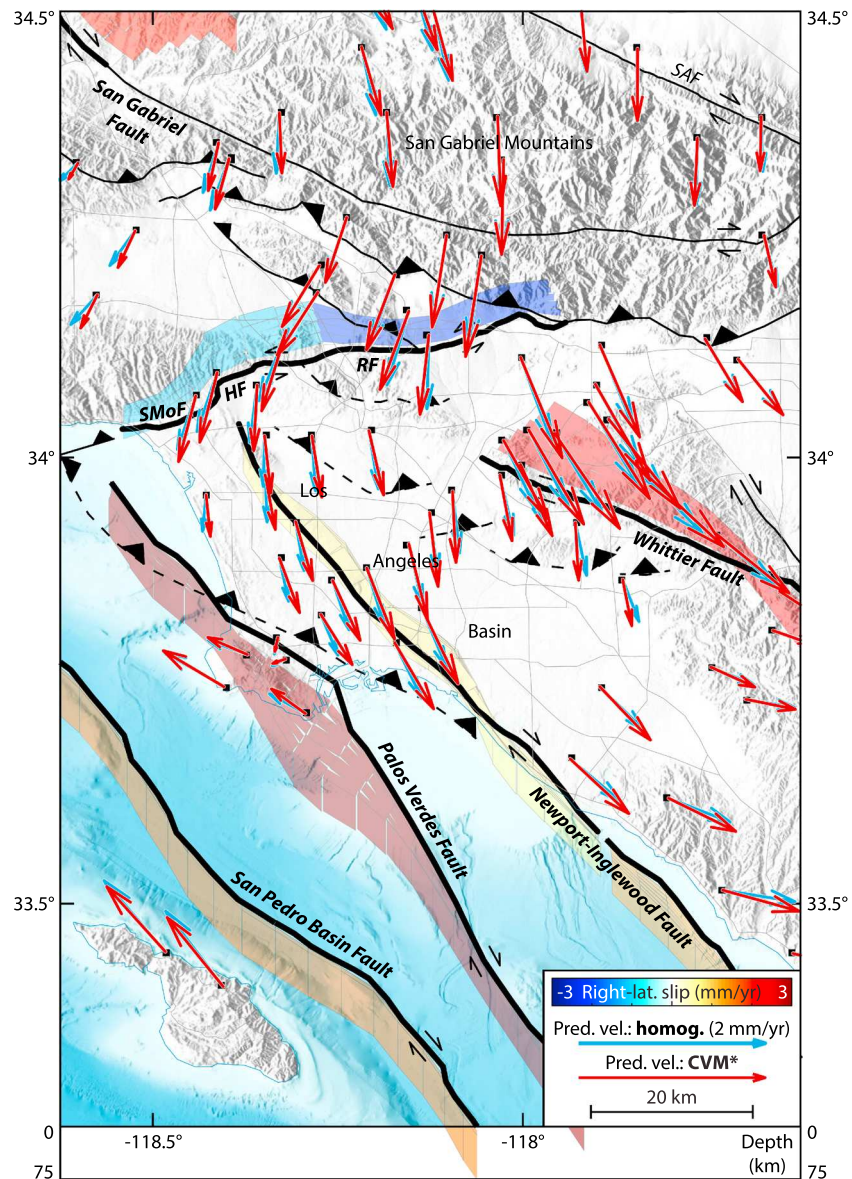 34.5°
34.5°
SAF
San Gabriel
Fault
San Gabriel Mountains
RF
HF
SMoF
34°
34°
Los
Angeles
Basin
Whittier Fault
Palos Verdes Fault
Newport-Inglewood Fault
San Pedro Basin Fault
33.5°
33.5°
-3 Right-lat. slip (mm/yr) 3
Pred. vel.: homog. (2 mm/yr)
Pred. vel.: CVM*
20 km
0
-118.5°
-118°
Depth
(km)
0
75
75